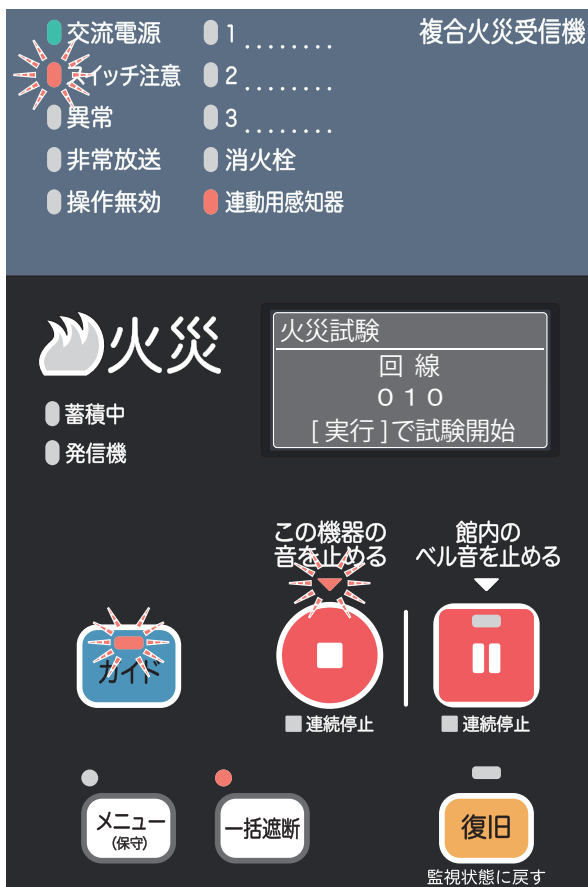 交流電源
スイッチ注意
異常
非常放送
操作無効
1 ........
2 ........
3 ........
消火栓
連動用感知器
複合火災受信機
火災
蓄積中
発信機
火災試験
回 線
０１０
[ 実行 ]で試験開始
この機器の
音を止める
館内の
ベル音を止める
ガイド
連続停止
連続停止
メニュー
(保守)
一括遮断
復旧
監視状態に戻す